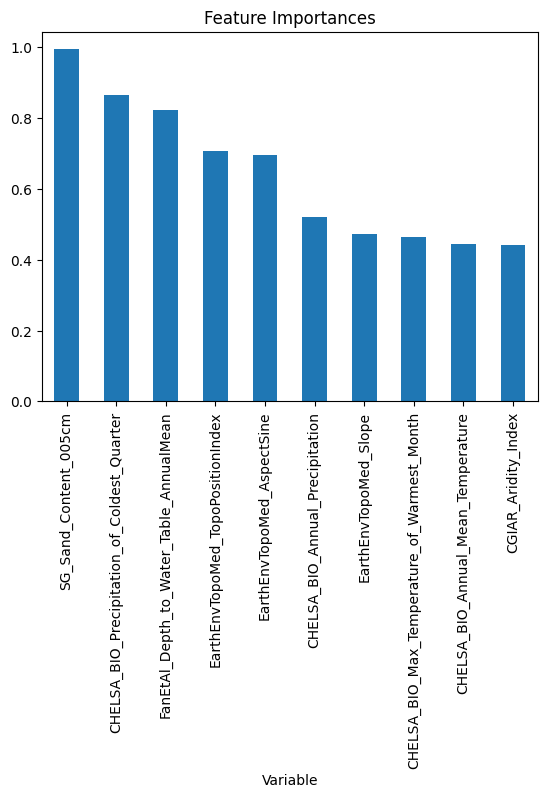 Feature Importances
1.0
0.8
0.6
0.4
0.2
0.0
SG_Sand_Content_005cm
CHELSA_BIO_Precipitation_of_Coldest_Quarter
FanEtAl_Depth_to_Water_Table_AnnualMean
EarthEnvTopoMed_TopoPositionIndex
EarthEnvTopoMed_AspectSine
CHELSA_BIO_Annual_Precipitation
EarthEnvTopoMed_Slope
CHELSA_BIO_Max_Temperature_of_Warmest_Month
CHELSA_BIO_Annual_Mean_Temperature
CGIAR_Aridity_Index
Variable